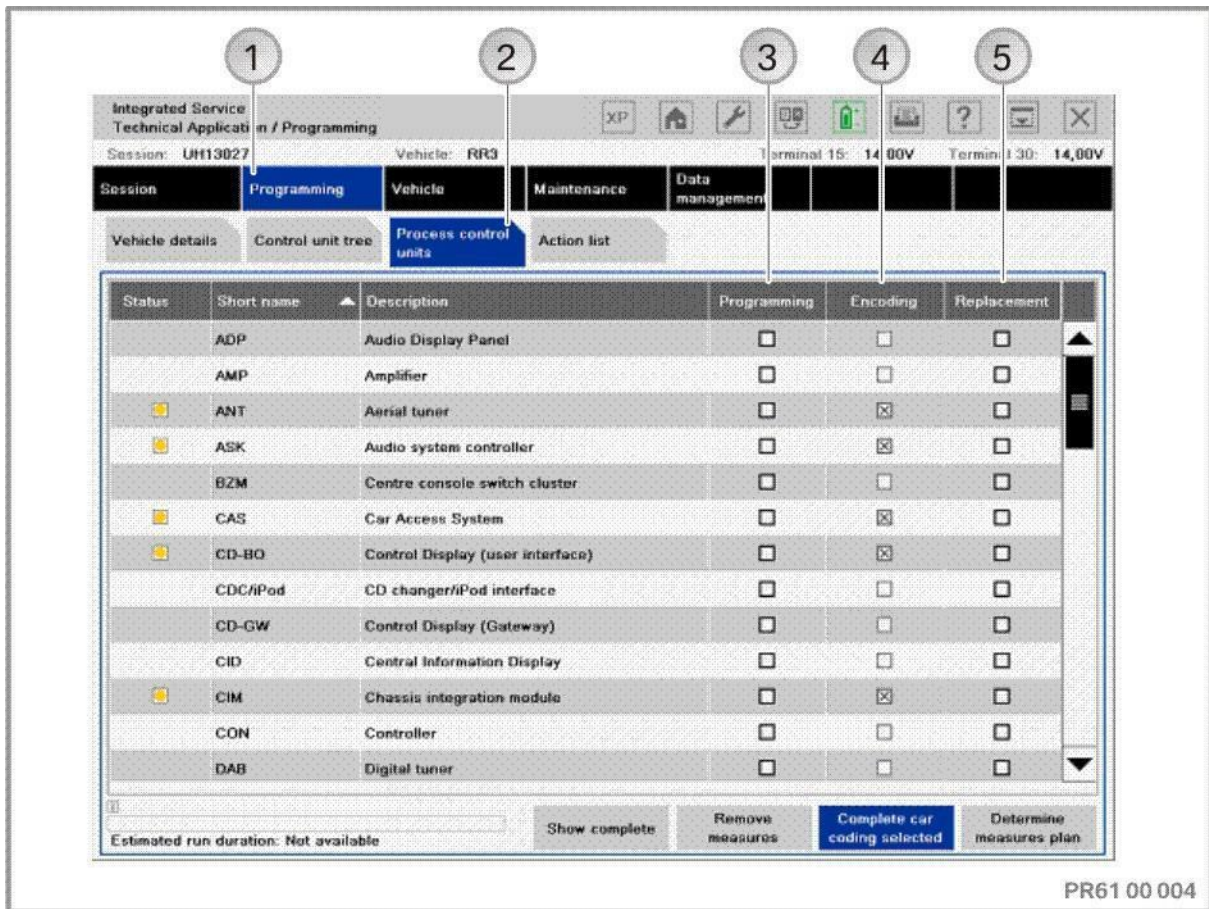 1 2 3 4 5
Integrated Service
Technical Application / Programming
XP
?
Session: UH13027 Vehicle: RR3 Terminal 15: 14,00V Terminal 30: 14,00V
Session Programming Vehicle Maintenance Data
management
Vehicle details Control unit tree Process control
units Action list
Status Short name Description Programming Encoding Replacement
ADP Audio Display Panel
AMP Amplifier
ANT Aerial tuner
ASK Audio system controller
BZM Centre console switch cluster
CAS Car Access System
CD-BO Control Display (user interface)
CDC/iPod CD changer/iPod interface
CD-GW Control Display (Gateway)
CID Central Information Display
CIM Chassis integration module
CON Controller
DAB Digital tuner
Estimated run duration: Not available
Show complete
Remove
measures
Complete car
coding selected
Determine
measures plan
PR61 00 004